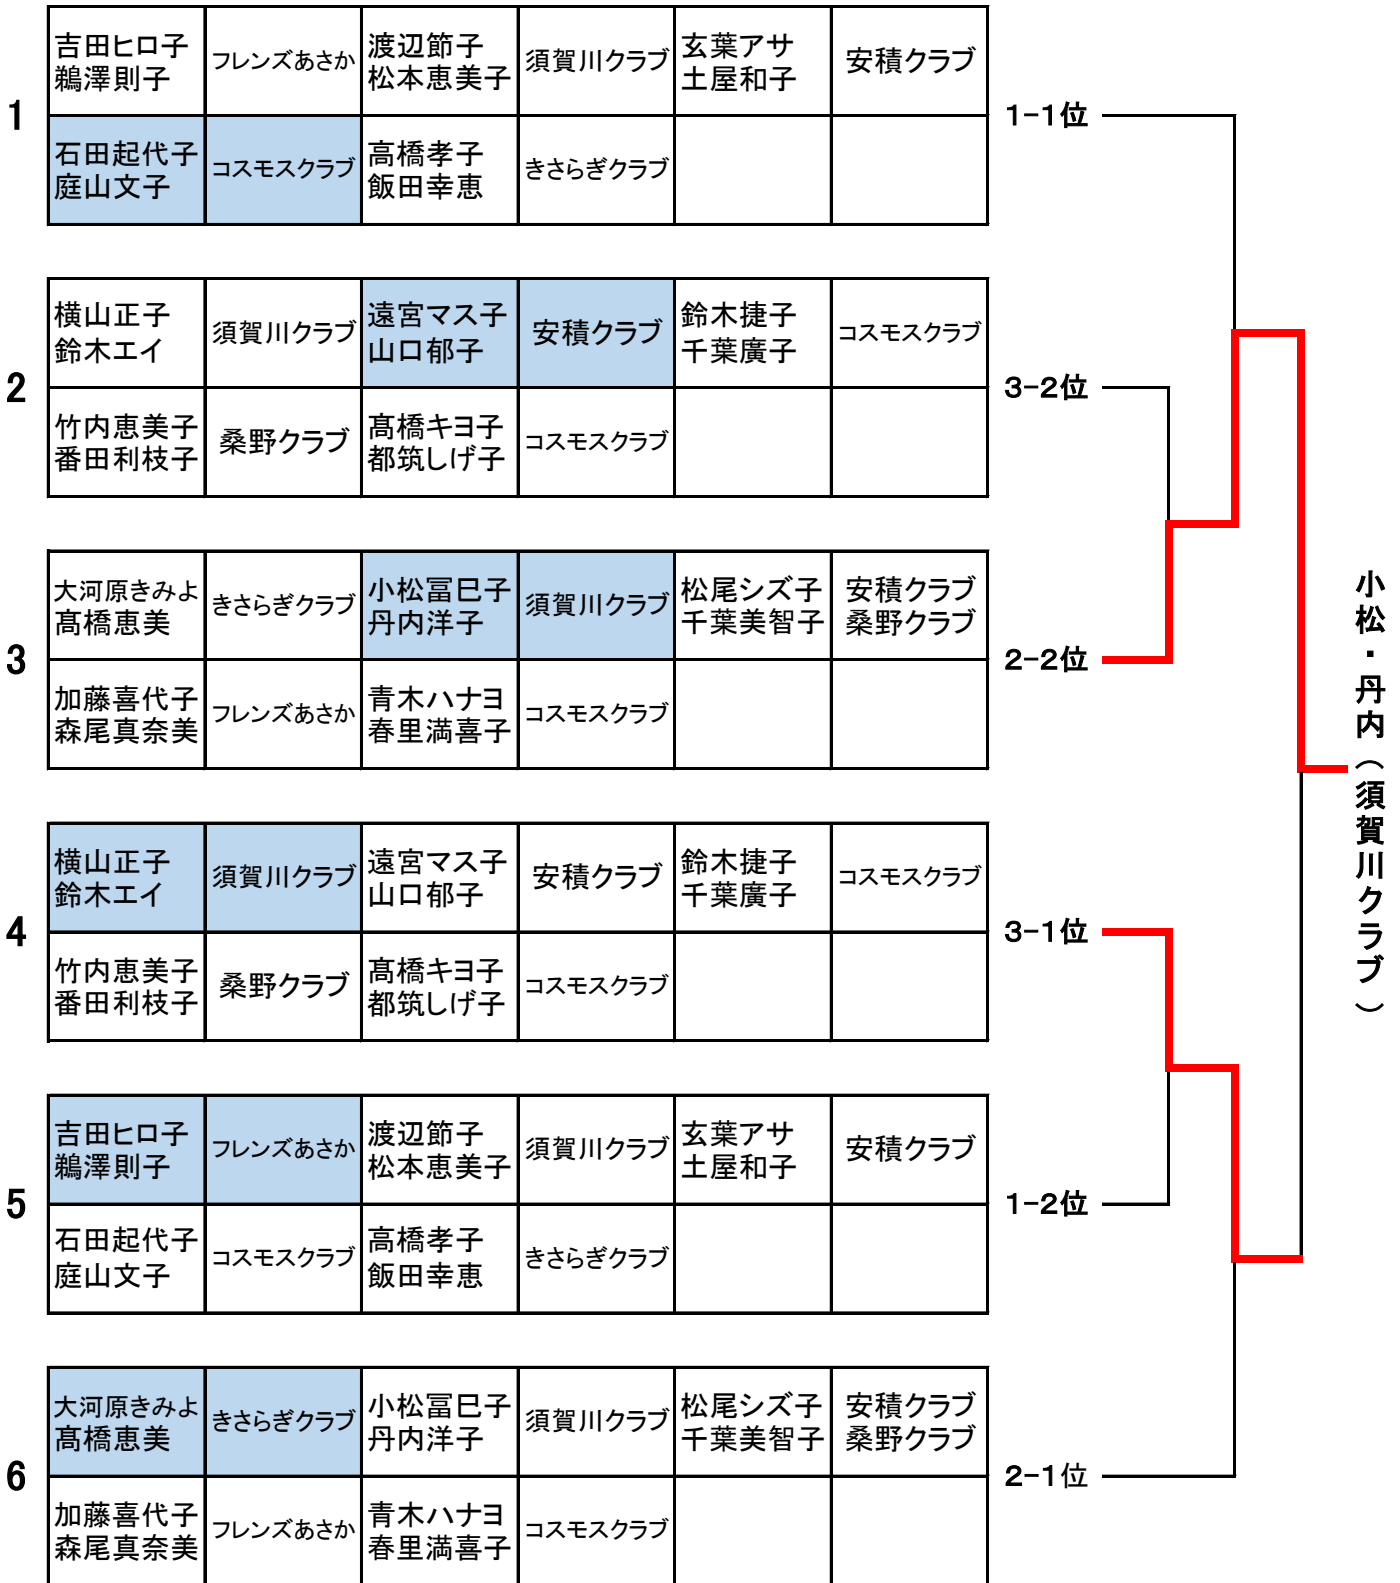 1
吉田ヒロ子
鵜澤則子
フレンズあさか
渡辺節子
松本恵美子
須賀川クラブ
玄葉アサ
土屋和子
安積クラブ
石田起代子
庭山文子
コスモスクラブ
高橋孝子
飯田幸恵
きさらぎクラブ
1-1位
2
横山正子
鈴木エイ
須賀川クラブ
遠宮マス子
山口郁子
安積クラブ
鈴木捷子
千葉廣子
コスモスクラブ
竹内恵美子
番田利枝子
桑野クラブ
髙橋キヨ子
都筑しげ子
コスモスクラブ
3-2位
3
大河原きみよ
髙橋恵美
きさらぎクラブ
小松冨巳子
丹内洋子
須賀川クラブ
松尾シズ子
千葉美智子
安積クラブ
桑野クラブ
加藤喜代子
森尾真奈美
フレンズあさか
青木ハナヨ
春里満喜子
コスモスクラブ
2-2位
4
横山正子
鈴木エイ
須賀川クラブ
遠宮マス子
山口郁子
安積クラブ
鈴木捷子
千葉廣子
コスモスクラブ
竹内恵美子
番田利枝子
桑野クラブ
髙橋キヨ子
都筑しげ子
コスモスクラブ
3-1位
5
吉田ヒロ子
鵜澤則子
フレンズあさか
渡辺節子
松本恵美子
須賀川クラブ
玄葉アサ
土屋和子
安積クラブ
石田起代子
庭山文子
コスモスクラブ
高橋孝子
飯田幸恵
きさらぎクラブ
1-2位
6
大河原きみよ
髙橋恵美
きさらぎクラブ
小松冨巳子
丹内洋子
須賀川クラブ
松尾シズ子
千葉美智子
安積クラブ
桑野クラブ
加藤喜代子
森尾真奈美
フレンズあさか
青木ハナヨ
春里満喜子
コスモスクラブ
2-1位
小松・丹内(須賀川クラブ)